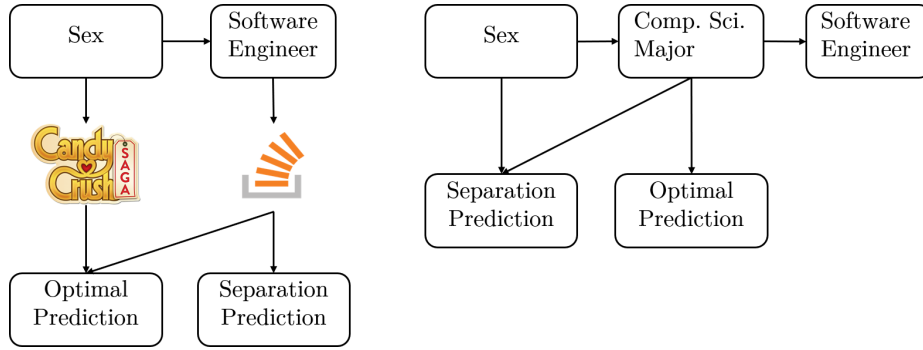 Sex
Software
Engineer
Candy
Crush
SAGA
Optimal
Prediction
Separation
Prediction
Sex
Comp. Sci.
Major
Software
Engineer
Separation
Prediction
Optimal
Prediction